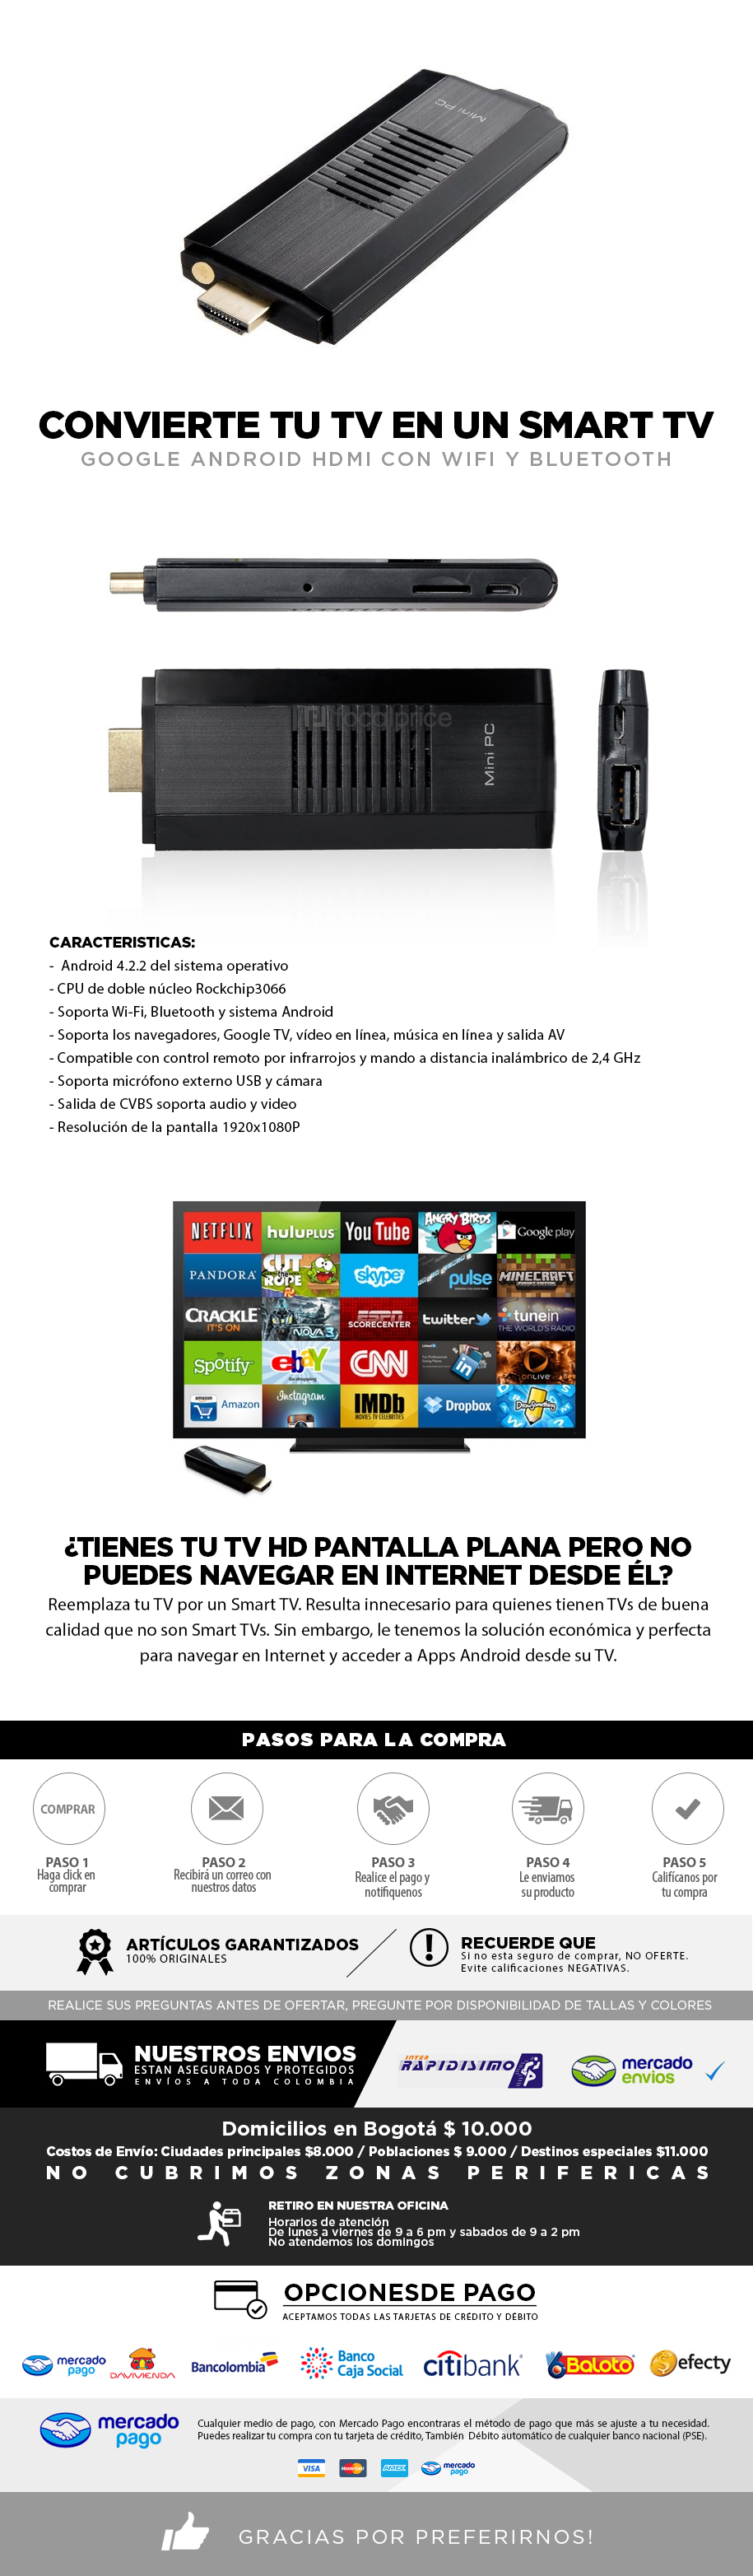 Mini PC
CONVIERTE TU TV EN UN SMART TV
GOOGLE ANDROID HDMI CON WIFI Y BLUETOOTH
focalprice
Mini PC
CARACTERISTICAS:
- Android 4.2.2 del sistema operativo
- CPU de doble núcleo Rockchip3066
- Soporta Wi-Fi, Bluetooth y sistema Android
- Soporta los navegadores, Google TV, vídeo en línea, música en línea y salida AV
- Compatible con control remoto por infrarrojos y mando a distancia inalámbrico de 2,4 GHz
- Soporta micrófono externo USB y cámara
- Salida de CVBS soporta audio y video
- Resolución de la pantalla 1920x1080P
NETFLIX huluPLUS YouTube ANGRY BIRDS Google play
PANDORA CUT the ROPE skype pulse MINECRAFT
CRACKLE IT'S ON NOVA 3 ESPN SCORECENTER twitter tunein THE WORLD'S RADIO
Spotify ebay CNN Linked in ONLIVE
amazon Amazon Instagram IMDb MOVIES TV CELEBRITIES Dropbox DrawSomething
¿TIENES TU TV HD PANTALLA PLANA PERO NO
PUEDES NAVEGAR EN INTERNET DESDE ÉL?
Reemplaza tu TV por un Smart TV. Resulta innecesario para quienes tienen TVs de buena
calidad que no son Smart TVs. Sin embargo, le tenemos la solución económica y perfecta
para navegar en Internet y acceder a Apps Android desde su TV.
PASOS PARA LA COMPRA
COMPRAR
PASO 1
Haga click en
comprar
PASO 2
Recibirá un correo con
nuestros datos
PASO 3
Realice el pago y
notifiquenos
PASO 4
Le enviamos
su producto
PASO 5
Califícanos por
tu compra
ARTÍCULOS GARANTIZADOS
100% ORIGINALES
RECUERDE QUE
Si no esta seguro de comprar, NO OFERTE.
Evite calificaciones NEGATIVAS.
REALICE SUS PREGUNTAS ANTES DE OFERTAR, PREGUNTE POR DISPONIBILIDAD DE TALLAS Y COLORES
NUESTROS ENVIOS
ESTAN ASEGURADOS Y PROTEGIDOS
ENVÍOS A TODA COLOMBIA
INTER RAPIDISIMO
mercado envios
Domicilios en Bogotá $ 10.000
Costos de Envío: Ciudades principales $8.000 / Poblaciones $ 9.000 / Destinos especiales $11.000
NO CUBRIMOS ZONAS PERIFERICAS
RETIRO EN NUESTRA OFICINA
Horarios de atención
De lunes a viernes de 9 a 6 pm y sabados de 9 a 2 pm
No atendemos los domingos
OPCIONESDE PAGO
ACEPTAMOS TODAS LAS TARJETAS DE CRÉDITO Y DÉBITO
mercado pago DAVIVIENDA Bancolombia Banco Caja Social citibank Baloto efecty
mercado pago
Cualquier medio de pago, con Mercado Pago encontraras el método de pago que más se ajuste a tu necesidad.
Puedes realizar tu compra con tu tarjeta de crédito, También Débito automático de cualquier banco nacional (PSE).
VISA MasterCard AMEX mercado pago
GRACIAS POR PREFERIRNOS!